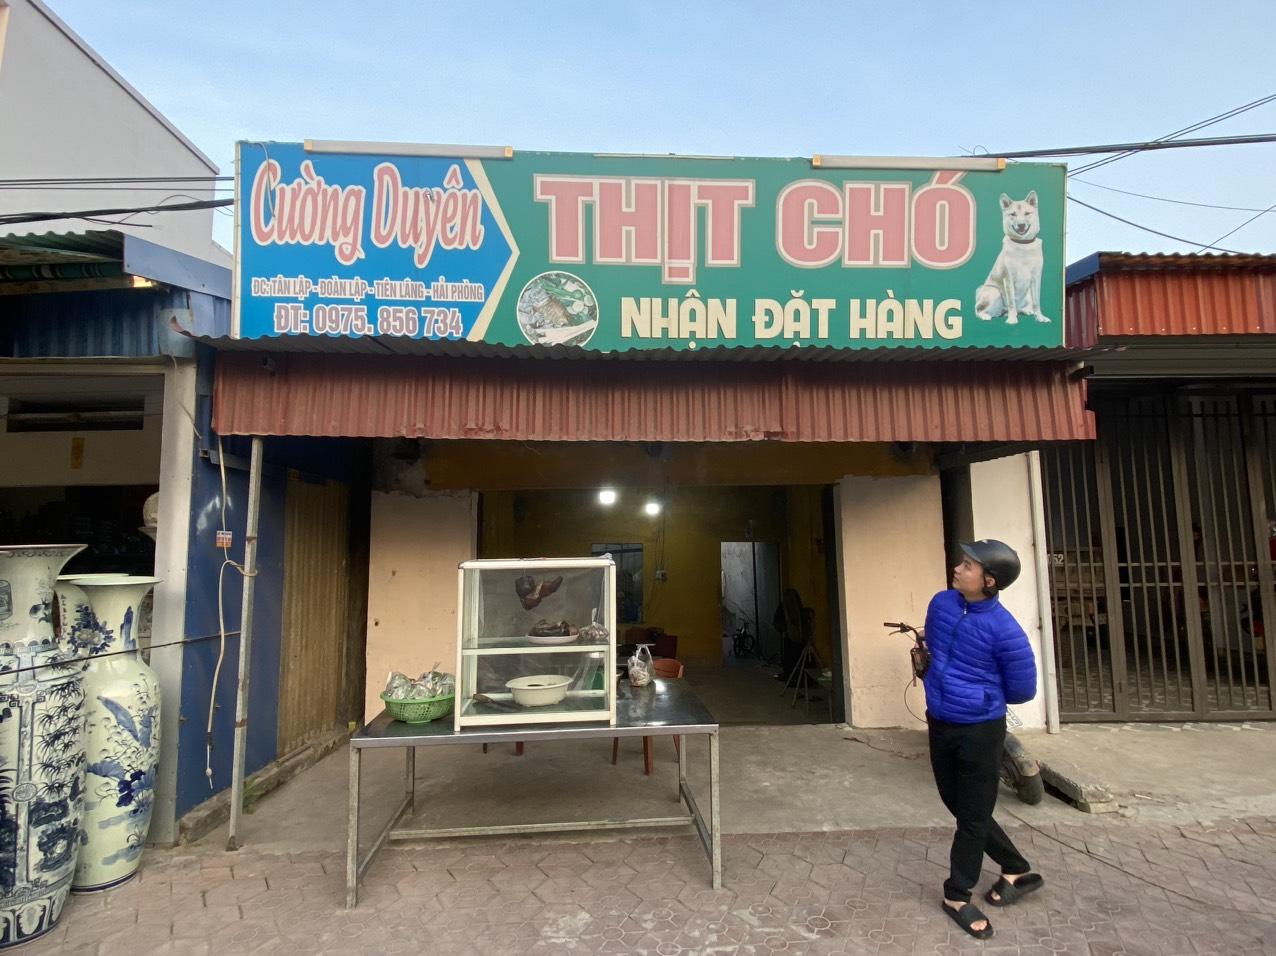 Cường Duyên
ĐC: TÂN LẬP - ĐOÀN LẬP - TIÊN LÃNG - HẢI PHÒNG
ĐT: 0975. 856 734
THỊT CHÓ
NHẬN ĐẶT HÀNG